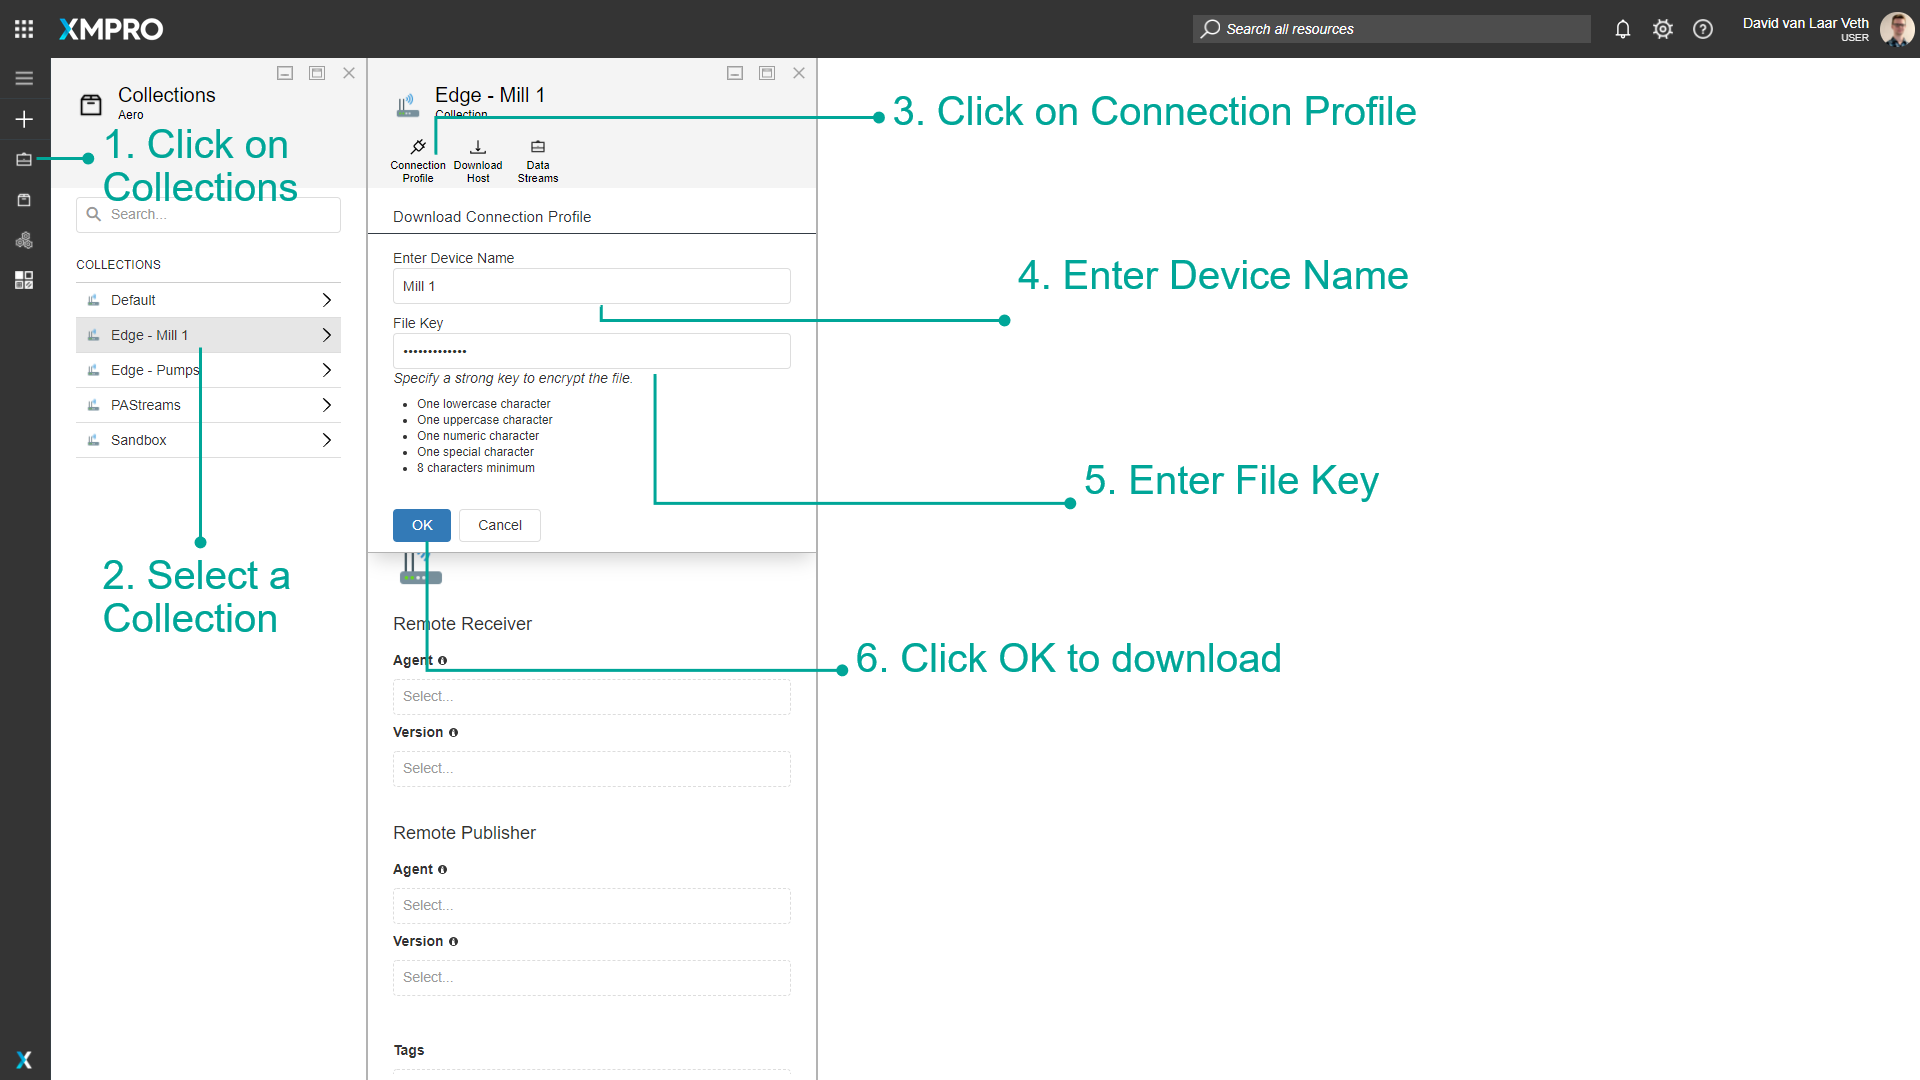 XMPRO
Search all resources
David van Laar Veth
USER
Collections
Aero
1. Click on
Collections
Search...
COLLECTIONS
Default
Edge - Mill 1
Edge - Pumps
PAStreams
Sandbox
2. Select a
Collection
Edge - Mill 1
Collection
Connection
Profile
Download
Host
Data
Streams
3. Click on Connection Profile
Download Connection Profile
Enter Device Name
Mill 1
4. Enter Device Name
File Key
•••••••••••••
Specify a strong key to encrypt the file.
• One lowercase character
• One uppercase character
• One numeric character
• One special character
• 8 characters minimum
5. Enter File Key
OK
Cancel
6. Click OK to download
Remote Receiver
Agent
Select...
Version
Select...
Remote Publisher
Agent
Select...
Version
Select...
Tags
X